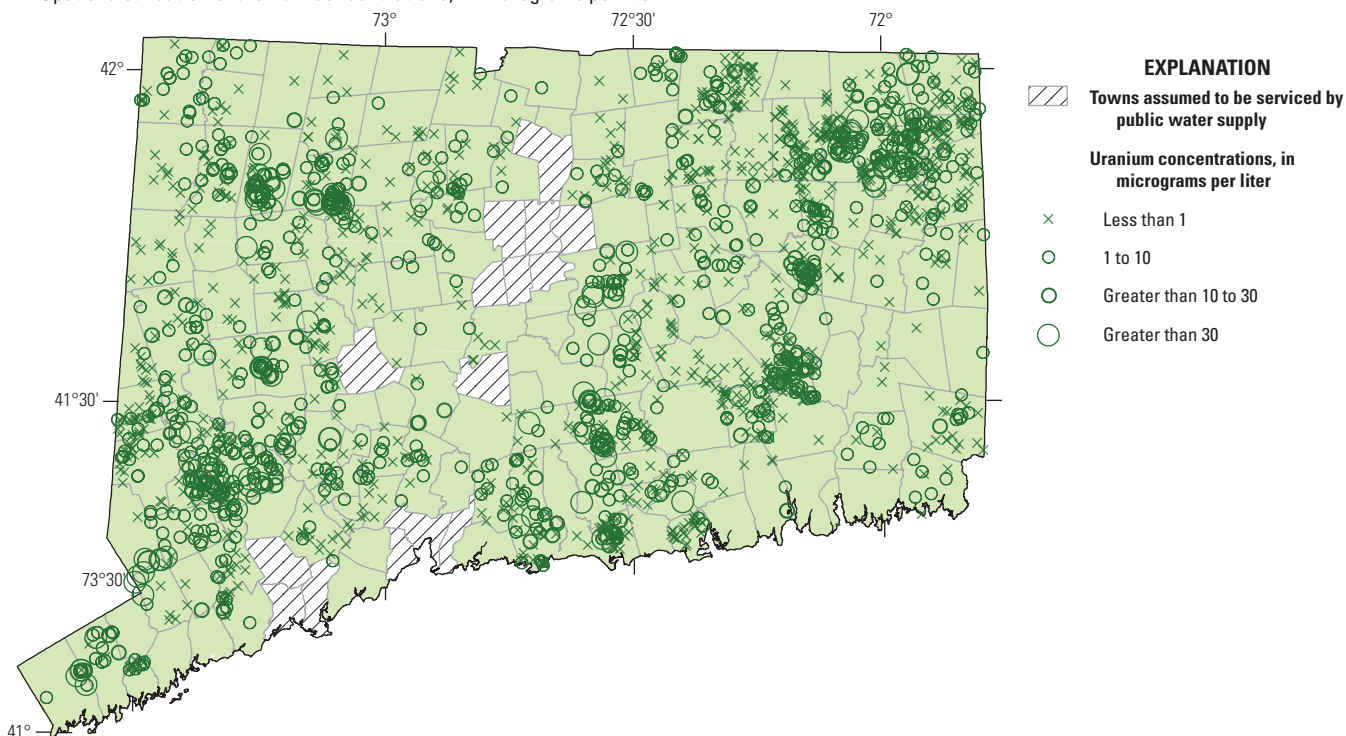 73°
72°30'
72°
42°
41°30'
73°30'
41°
EXPLANATION
Towns assumed to be serviced by
public water supply
Uranium concentrations, in
micrograms per liter
Less than 1
1 to 10
Greater than 10 to 30
Greater than 30